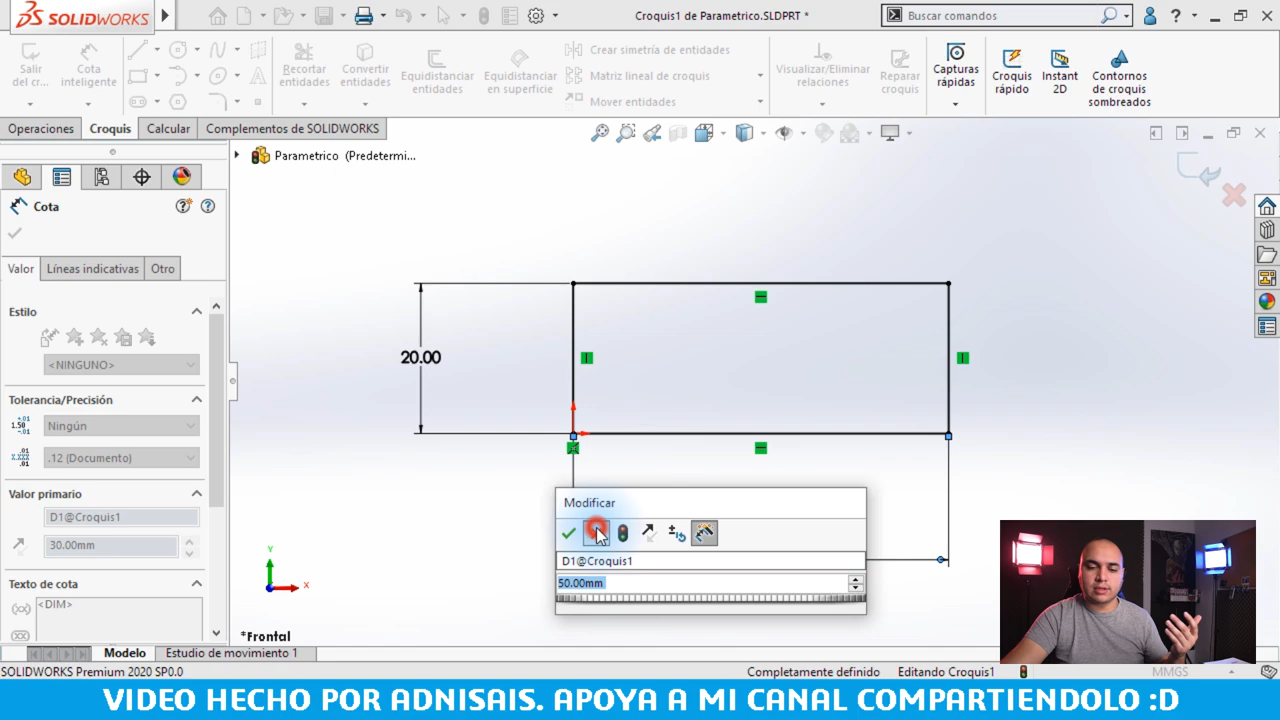 SOLIDWORKS
Croquis1 de Parametrico.SLDPRT *
Buscar comandos
Salir del cr...
Cota inteligente
Recortar entidades
Convertir entidades
Equidistanciar entidades
Equidistanciar en superficie
Crear simetría de entidades
Matriz lineal de croquis
Mover entidades
Visualizar/Eliminar relaciones
Reparar croquis
Capturas rápidas
Croquis rápido
Instant 2D
Contornos de croquis sombreados
Operaciones
Croquis
Calcular
Complementos de SOLIDWORKS
Parametrico (Predetermi...
Cota
Valor
Líneas indicativas
Otro
Estilo
<NINGUNO>
Tolerancia/Precisión
Ningún
.12 (Documento)
Valor primario
D1@Croquis1
30.00mm
Texto de cota
<DIM>
20.00
Modificar
D1@Croquis1
50.00mm
Y
X
*Frontal
Modelo
Estudio de movimiento 1
SOLIDWORKS Premium 2020 SP0.0
Completamente definido
Editando Croquis1
MMGS
VIDEO HECHO POR ADNISAIS. APOYA A MI CANAL COMPARTIENDOLO :D